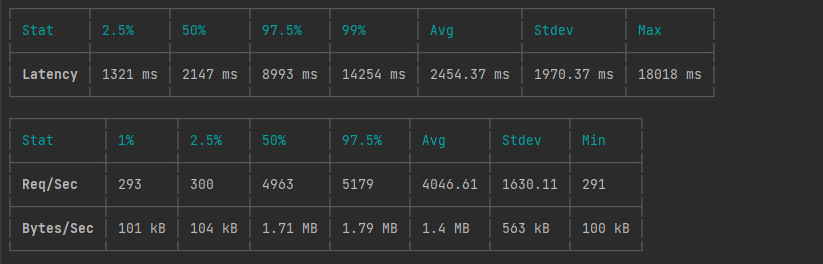 Stat 2.5% 50% 97.5% 99% Avg Stdev Max
Latency 1321 ms 2147 ms 8993 ms 14254 ms 2454.37 ms 1970.37 ms 18018 ms
Stat 1% 2.5% 50% 97.5% Avg Stdev Min
Req/Sec 293 300 4963 5179 4046.61 1630.11 291
Bytes/Sec 101 kB 104 kB 1.71 MB 1.79 MB 1.4 MB 563 kB 100 kB